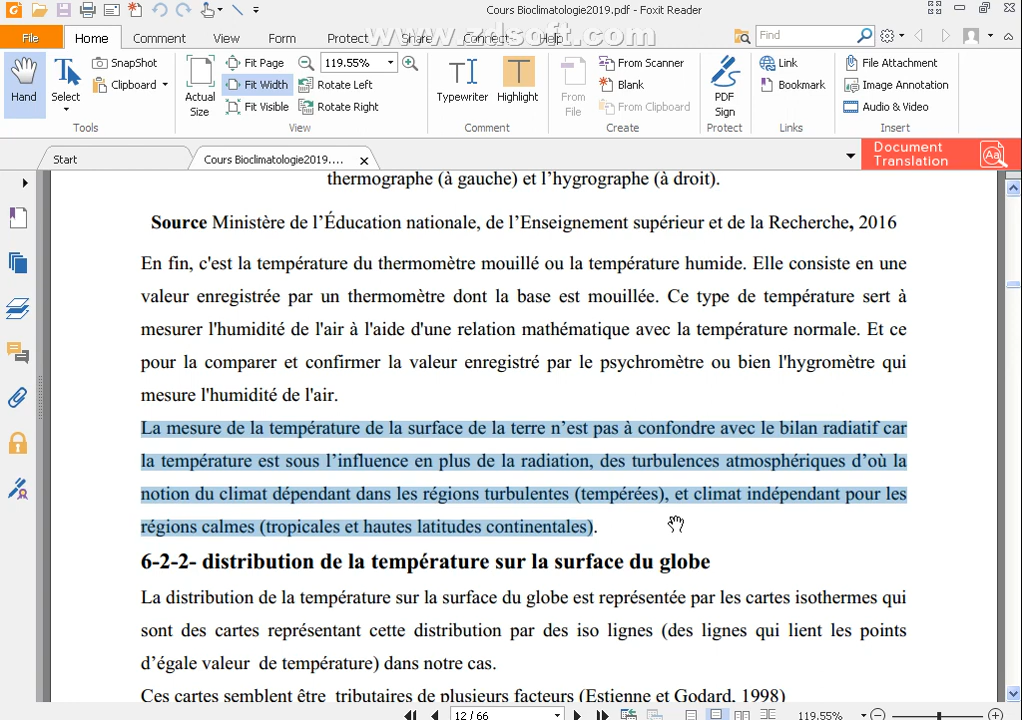 Cours Bioclimatologie2019.pdf - Foxit Reader
File Home Comment View Form Protect Share Connect Help Find
www.zdsoft.com
Hand Select SnapShot Clipboard Actual Size Fit Page Fit Width Fit Visible 119.55% Rotate Left Rotate Right Typewriter Highlight From File From Scanner Blank From Clipboard PDF Sign Link Bookmark File Attachment Image Annotation Audio & Video
Tools View Comment Create Protect Links Insert
Start Cours Bioclimatologie2019.... Document Translation
thermographe (à gauche) et l’hygrographe (à droit).
Source Ministère de l’Éducation nationale, de l’Enseignement supérieur et de la Recherche, 2016
En fin, c'est la température du thermomètre mouillé ou la température humide. Elle consiste en une
valeur enregistrée par un thermomètre dont la base est mouillée. Ce type de température sert à
mesurer l'humidité de l'air à l'aide d'une relation mathématique avec la température normale. Et ce
pour la comparer et confirmer la valeur enregistré par le psychromètre ou bien l'hygromètre qui
mesure l'humidité de l'air.
La mesure de la température de la surface de la terre n’est pas à confondre avec le bilan radiatif car
la température est sous l’influence en plus de la radiation, des turbulences atmosphériques d’où la
notion du climat dépendant dans les régions turbulentes (tempérées), et climat indépendant pour les
régions calmes (tropicales et hautes latitudes continentales).
6-2-2- distribution de la température sur la surface du globe
La distribution de la température sur la surface du globe est représentée par les cartes isothermes qui
sont des cartes représentant cette distribution par des iso lignes (des lignes qui lient les points
d’égale valeur de température) dans notre cas.
Ces cartes semblent être tributaires de plusieurs facteurs (Estienne et Godard, 1998)
12 / 66 119.55%